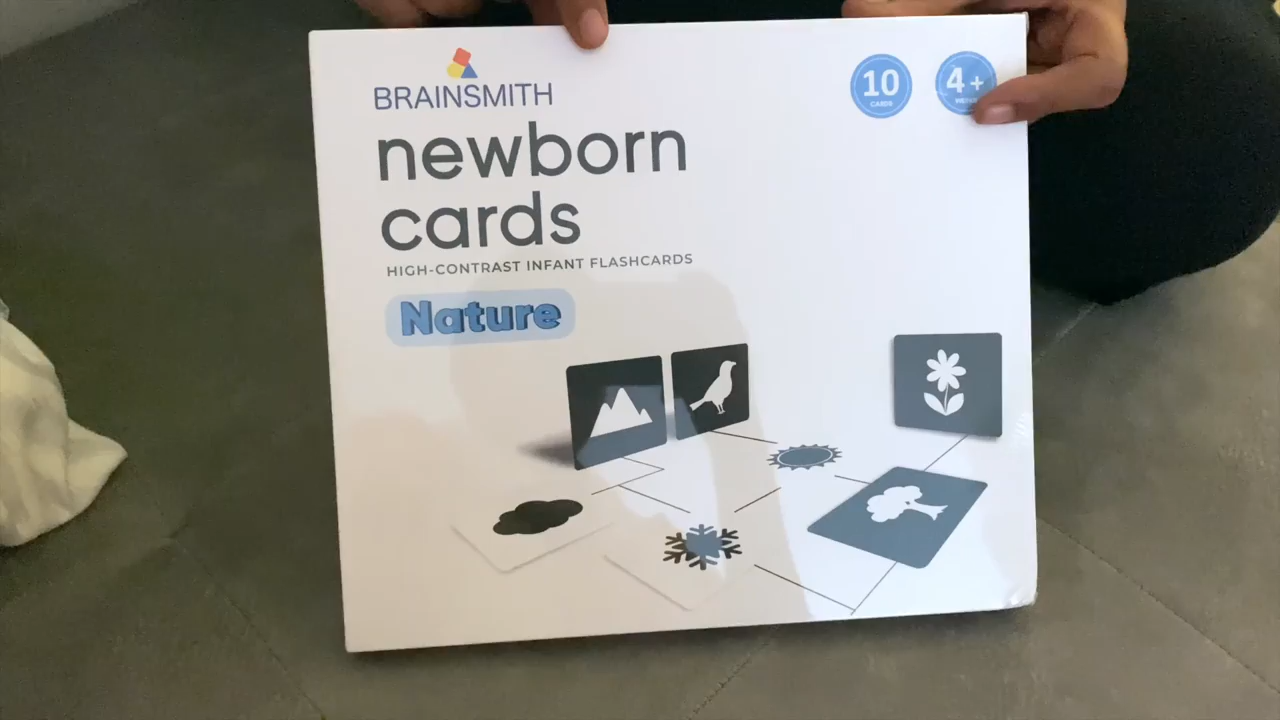 BRAINSMITH
newborn
cards
HIGH-CONTRAST INFANT FLASHCARDS
Nature
10
CARDS
4+